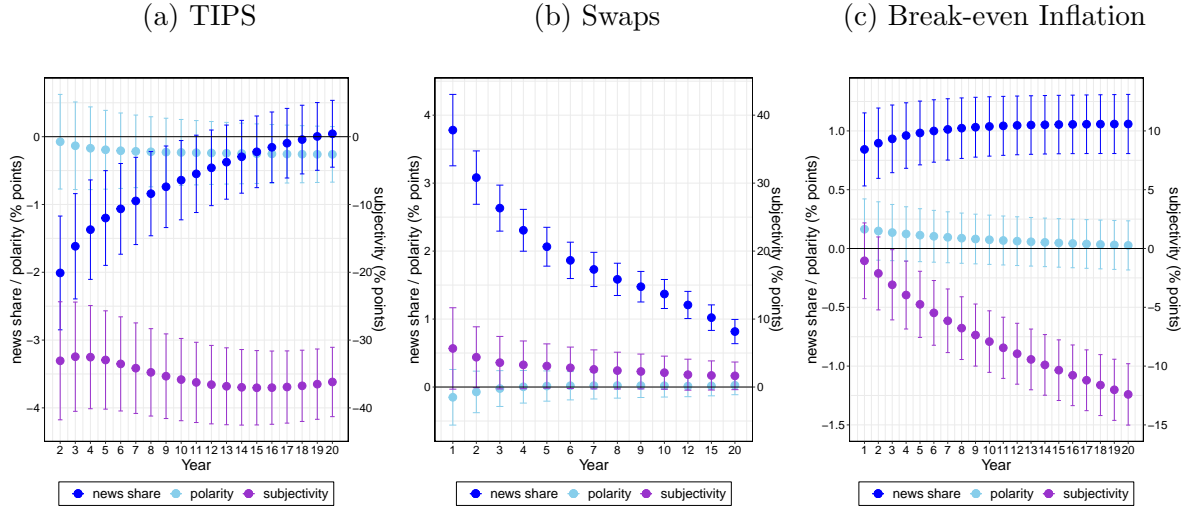 (a) TIPS
0
−1
−2
−3
−4
0
−10
−20
−30
−40
news share / polarity (% points)
subjectivity (% points)
2 3 4 5 6 7 8 9 10 11 12 13 14 15 16 17 18 19 20
Year
news share polarity subjectivity
(b) Swaps
4
3
2
1
0
40
30
20
10
0
news share / polarity (% points)
subjectivity (% points)
1 2 3 4 5 6 7 8 9 10 12 15 20
Year
news share polarity subjectivity
(c) Break-even Inflation
1.0
0.5
0.0
−0.5
−1.0
−1.5
10
5
0
−5
−10
−15
news share / polarity (% points)
subjectivity (% points)
1 2 3 4 5 6 7 8 9 10 11 12 13 14 15 16 17 18 19 20
Year
news share polarity subjectivity